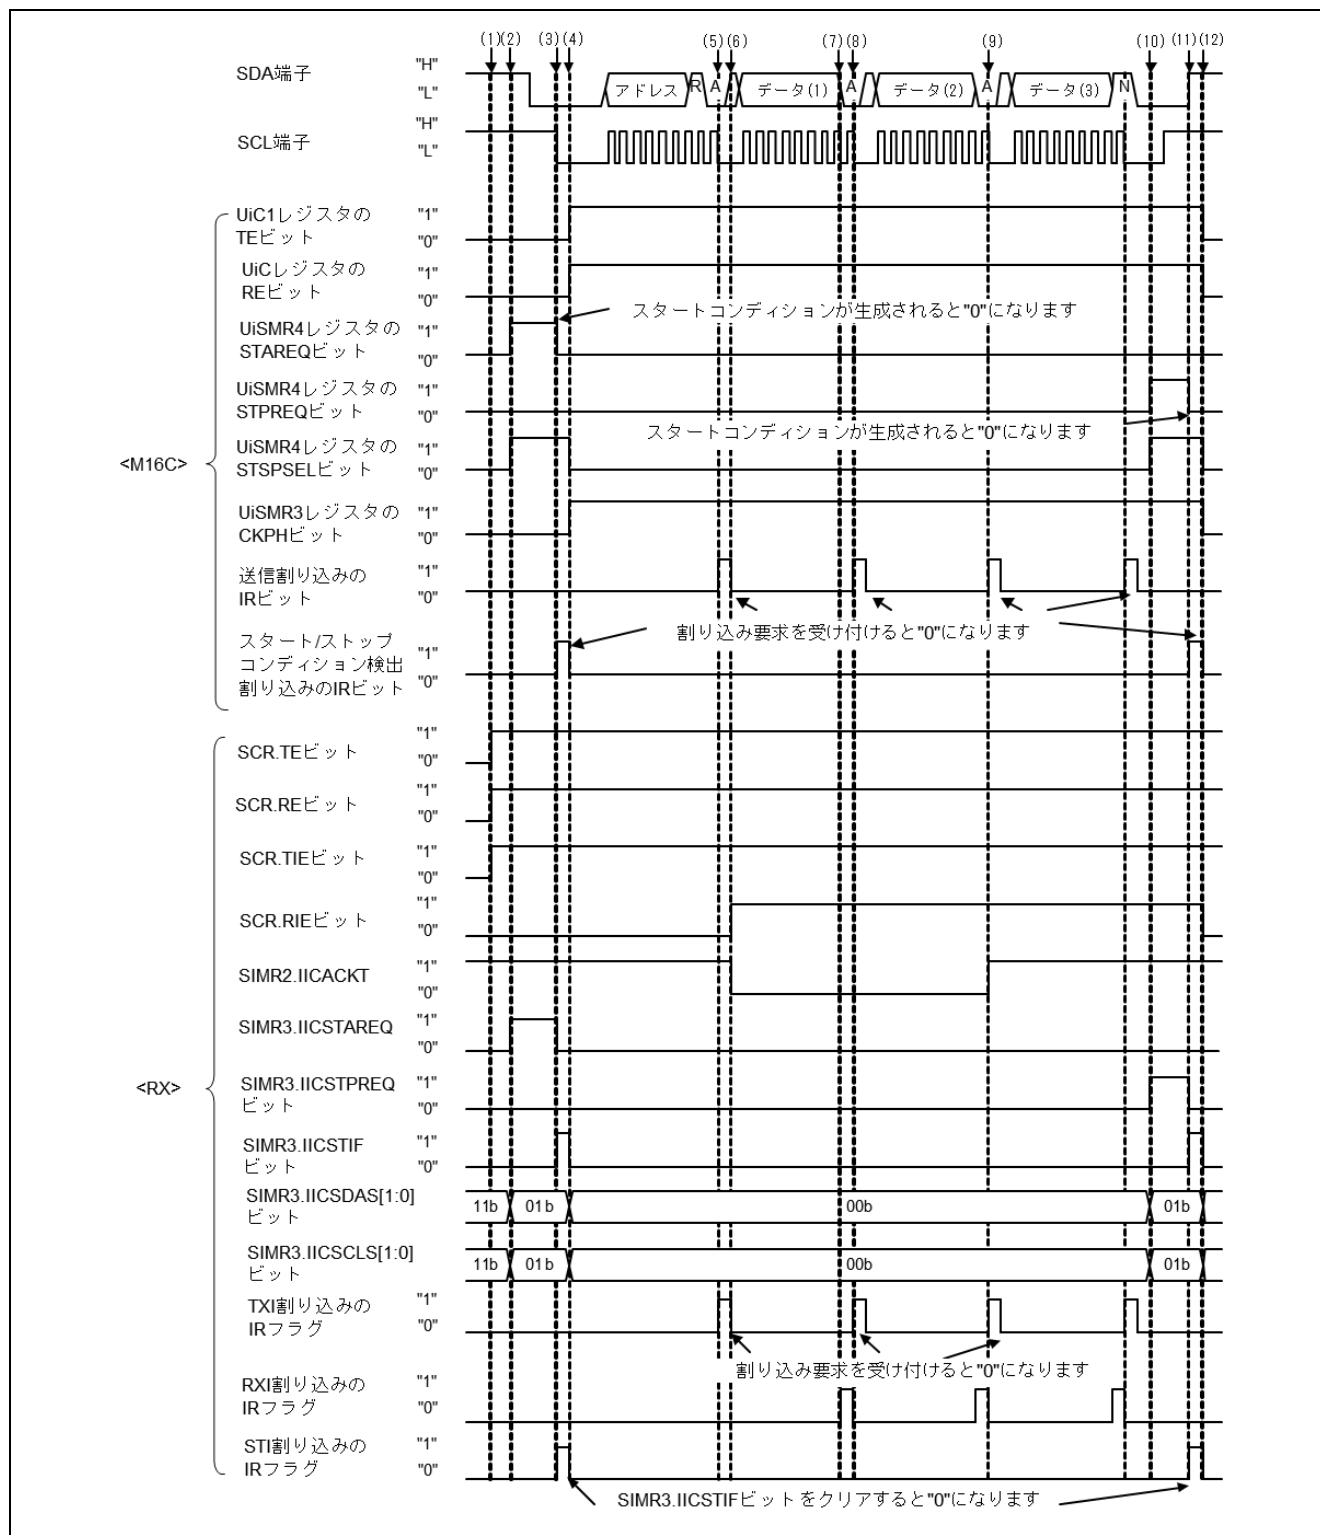 (1)(2) (3)(4) (5)(6) (7)(8) (9) (10) (11) (12)
SDA端子 "H"
"L"
アドレス R A データ(1) A データ(2) A データ(3) N
SCL端子 "H"
"L"
<M16C>
UiC1レジスタの "1"
TEビット "0"
UiCレジスタの "1"
REビット "0"
スタートコンディションが生成されると"0"になります
UiSMR4レジスタの "1"
STAREQビット "0"
UiSMR4レジスタの "1"
STPREQビット "0"
スタートコンディションが生成されると"0"になります
UiSMR4レジスタの "1"
STSPSELビット "0"
UiSMR3レジスタの "1"
CKPHビット "0"
送信割り込みの "1"
IRビット "0"
割り込み要求を受け付けると"0"になります
スタート/ストップ
コンディション検出 "1"
割り込みのIRビット "0"
<RX>
SCR.TEビット "1"
"0"
SCR.REビット "1"
"0"
SCR.TIEビット "1"
"0"
SCR.RIEビット "1"
"0"
SIMR2.IICACKT "1"
"0"
SIMR3.IICSTAREQ "1"
"0"
SIMR3.IICSTPREQ "1"
ビット "0"
SIMR3.IICSTIF "1"
ビット "0"
SIMR3.IICSDAS[1:0]
ビット 11b 01b 00b 01b
SIMR3.IICSCLS[1:0]
ビット 11b 01b 00b 01b
TXI割り込みの "1"
IRフラグ "0"
割り込み要求を受け付けると"0"になります
RXI割り込みの "1"
IRフラグ "0"
STI割り込みの "1"
IRフラグ "0"
SIMR3.IICSTIFビットをクリアすると"0"になります